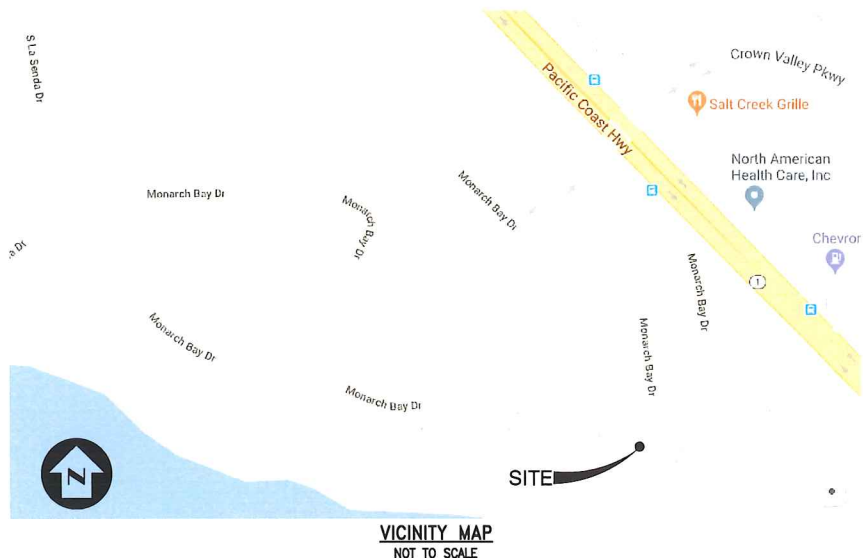 S La Senda Dr
Crown Valley Pkwy
Pacific Coast Hwy
Salt Creek Grille
North American
Health Care, Inc
Monarch Bay Dr
Monarch Bay Dr
Monarch Bay Dr
Chevron
a Dr
Monarch Bay Dr
1
Monarch Bay Dr
Monarch Bay Dr
Monarch Bay Dr
N
SITE
VICINITY MAP
NOT TO SCALE